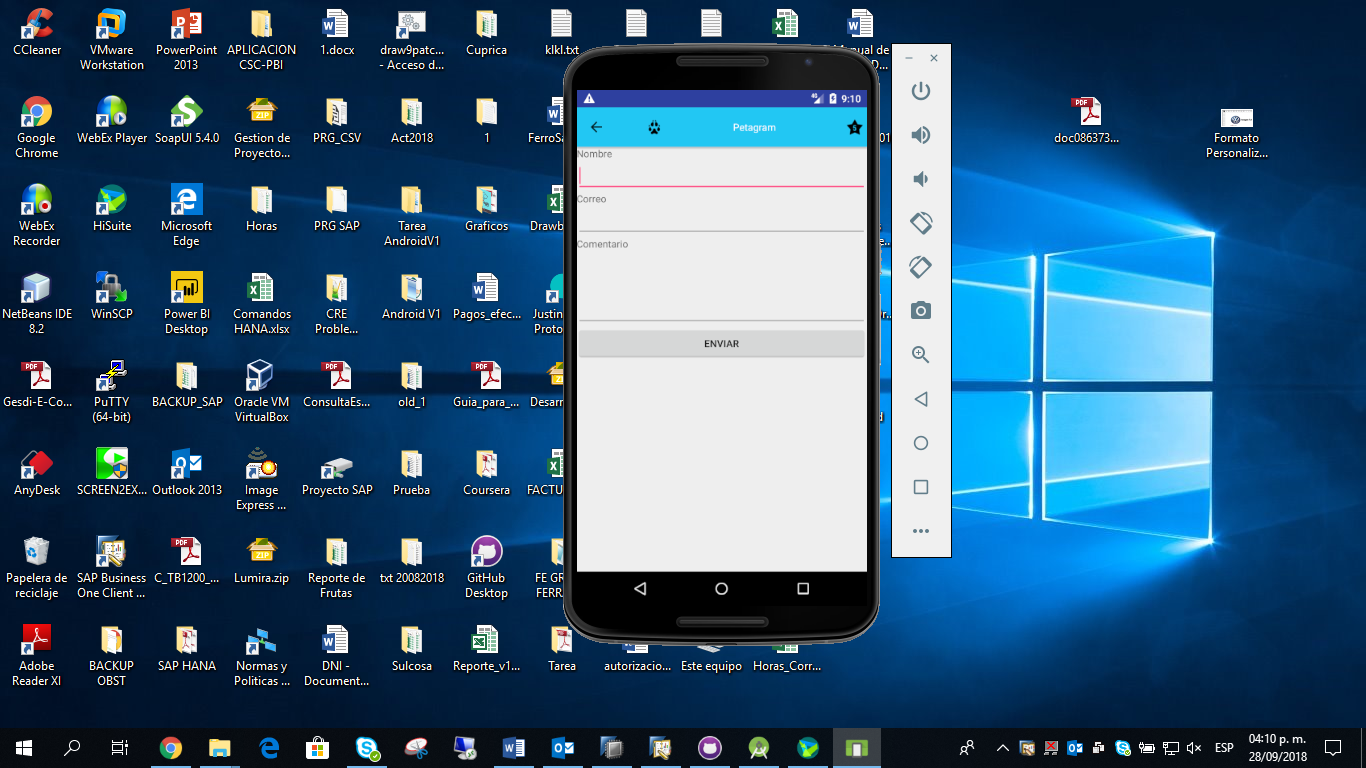 CCleaner
VMware
Workstation
PowerPoint
2013
APLICACION
CSC-PBI
1.docx
draw9patc...
- Acceso d...
Cuprica
klkl.txt
Google
Chrome
WebEx Player
SoapUI 5.4.0
Gestion de
Proyecto...
PRG_CSV
Act2018
1
WebEx
Recorder
HiSuite
Microsoft
Edge
Horas
PRG SAP
Tarea
AndroidV1
Graficos
NetBeans IDE
8.2
WinSCP
Power BI
Desktop
Comandos
HANA.xlsx
CRE
Proble...
Android V1
Pagos_efec...
Gesdi-E-Co...
PuTTY
(64-bit)
BACKUP_SAP
Oracle VM
VirtualBox
ConsultaEs...
old_1
Guia_para_...
AnyDesk
SCREEN2EX...
Outlook 2013
Image
Express ...
Proyecto SAP
Prueba
Coursera
Papelera de
reciclaje
SAP Business
One Client ...
C_TB1200_...
Lumira.zip
Reporte de
Frutas
txt 20082018
GitHub
Desktop
Adobe
Reader XI
BACKUP
OBST
SAP HANA
Normas y
Politicas ...
DNI -
Document...
Sulcosa
Reporte_v1...
Tarea
autorizacio...
Este equipo
Horas_Corr...
9:10
Petagram
5
Nombre
Correo
Comentario
ENVIAR
doc086373...
Formato
Personaliz...
ESP
04:10 p. m.
28/09/2018